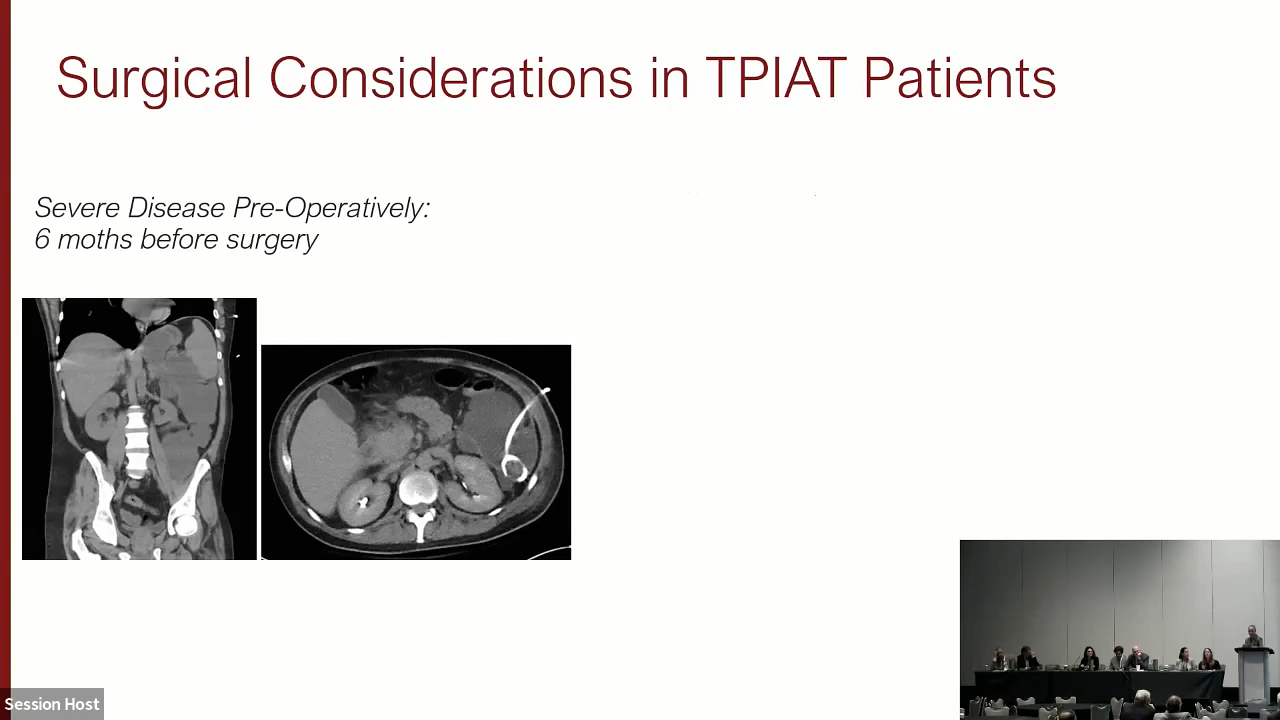 Surgical Considerations in TPIAT Patients
Severe Disease Pre-Operatively:
6 moths before surgery
Session Host